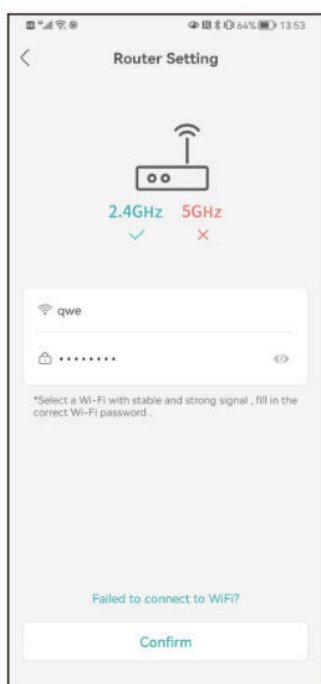 64% 13:53
Router Setting
2.4GHz 5GHz
qwe
••••••••
*Select a Wi-Fi with stable and strong signal , fill in the
correct Wi-Fi password .
Failed to connect to WiFi?
Confirm